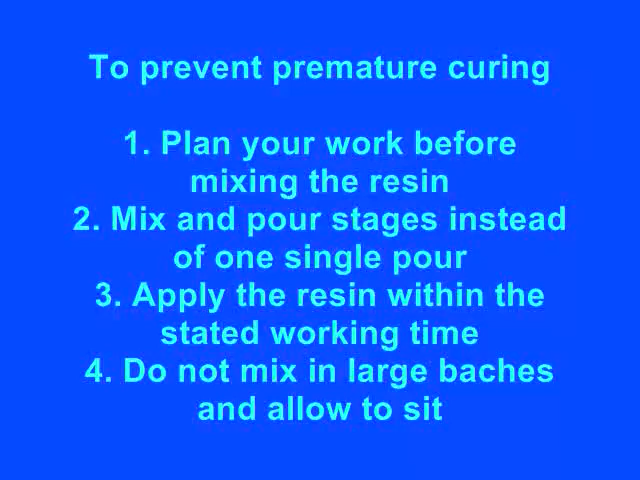 To prevent premature curing
1. Plan your work before
mixing the resin
2. Mix and pour stages instead
of one single pour
3. Apply the resin within the
stated working time
4. Do not mix in large baches
and allow to sit